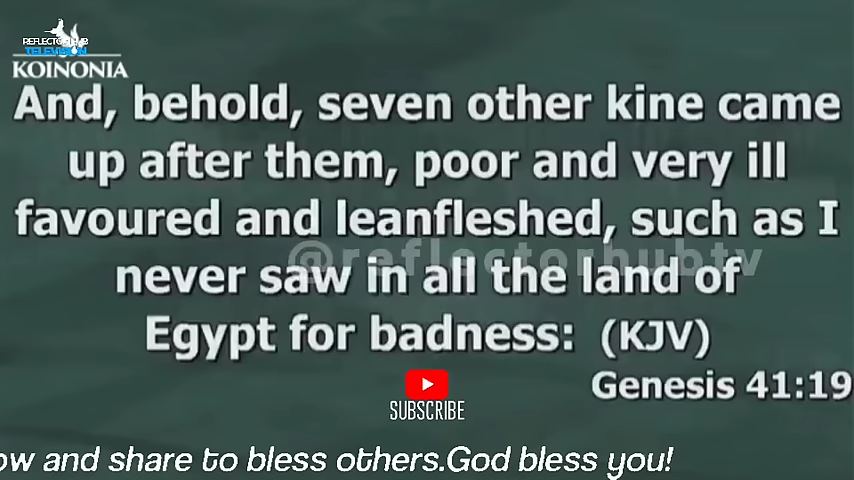 REFLECTOR HUB
TELEVISION
KOINONIA
And, behold, seven other kine came
up after them, poor and very ill
favoured and leanfleshed, such as I
@reflectorhubtv
never saw in all the land of
Egypt for badness: (KJV)
Genesis 41:19
SUBSCRIBE
ow and share to bless others.God bless you!